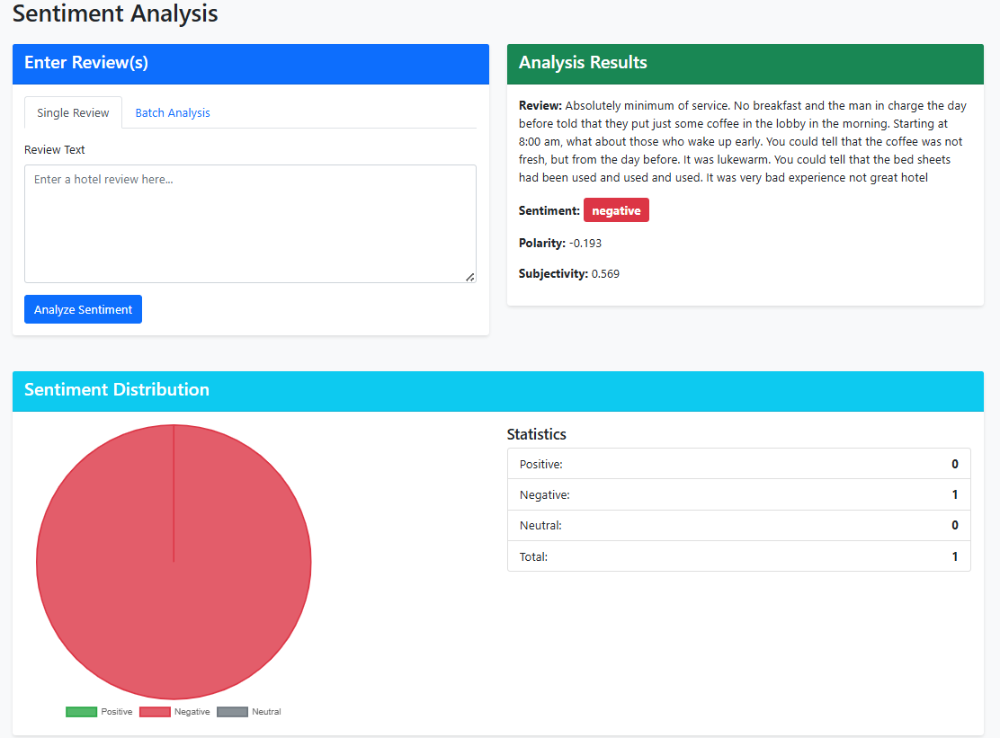 Sentiment Analysis
Enter Review(s)
Single Review
Batch Analysis
Review Text
Enter a hotel review here...
Analyze Sentiment
Analysis Results
Review: Absolutely minimum of service. No breakfast and the man in charge the day
before told that they put just some coffee in the lobby in the morning. Starting at
8:00 am, what about those who wake up early. You could tell that the coffee was not
fresh, but from the day before. It was lukewarm. You could tell that the bed sheets
had been used and used and used. It was very bad experience not great hotel
Sentiment: negative
Polarity: -0.193
Subjectivity: 0.569
Sentiment Distribution
Positive Negative Neutral
Statistics
Positive: 0
Negative: 1
Neutral: 0
Total: 1